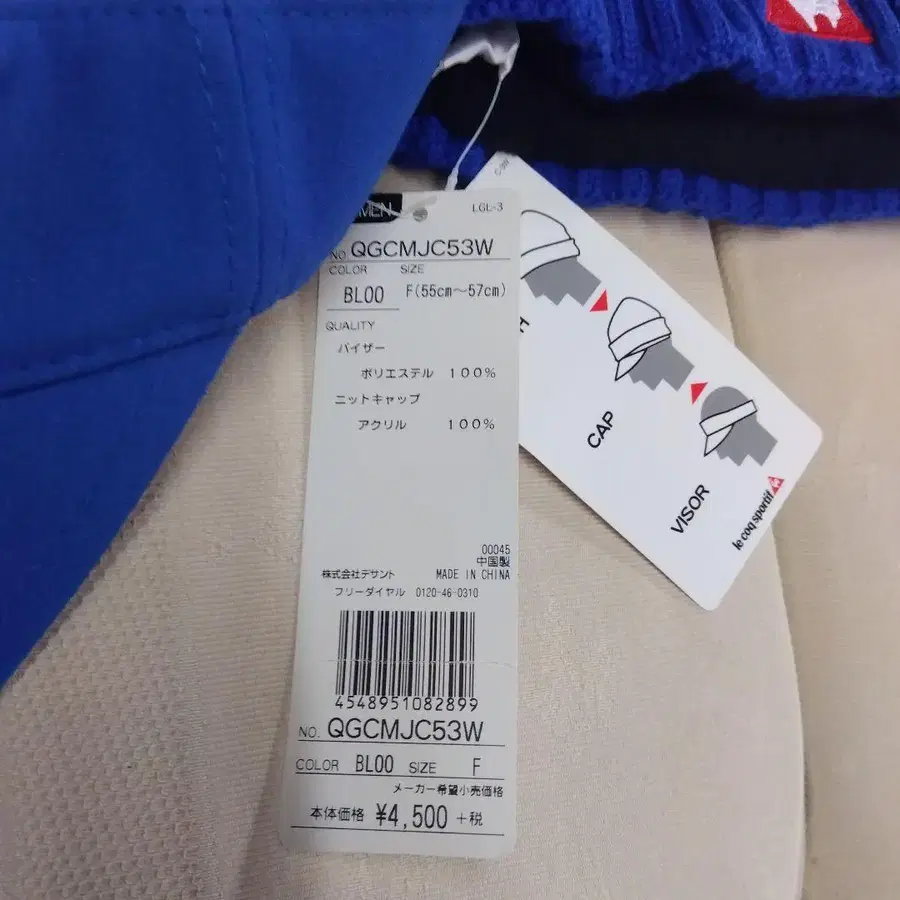 LGL-3
NO. QGCMJC53W
COLOR SIZE
BL00 F(55cm〜57cm)
QUALITY
バイザー
ポリエステル 100%
ニットキャップ
アクリル 100%
00045
中国製
株式会社デサント MADE IN CHINA
フリーダイヤル 0120-46-0310
4548951082899
NO. QGCMJC53W
COLOR BL00 SIZE F
メーカー希望小売価格
本体価格 ¥4,500 +税
CAP
VISOR
le coq sportif